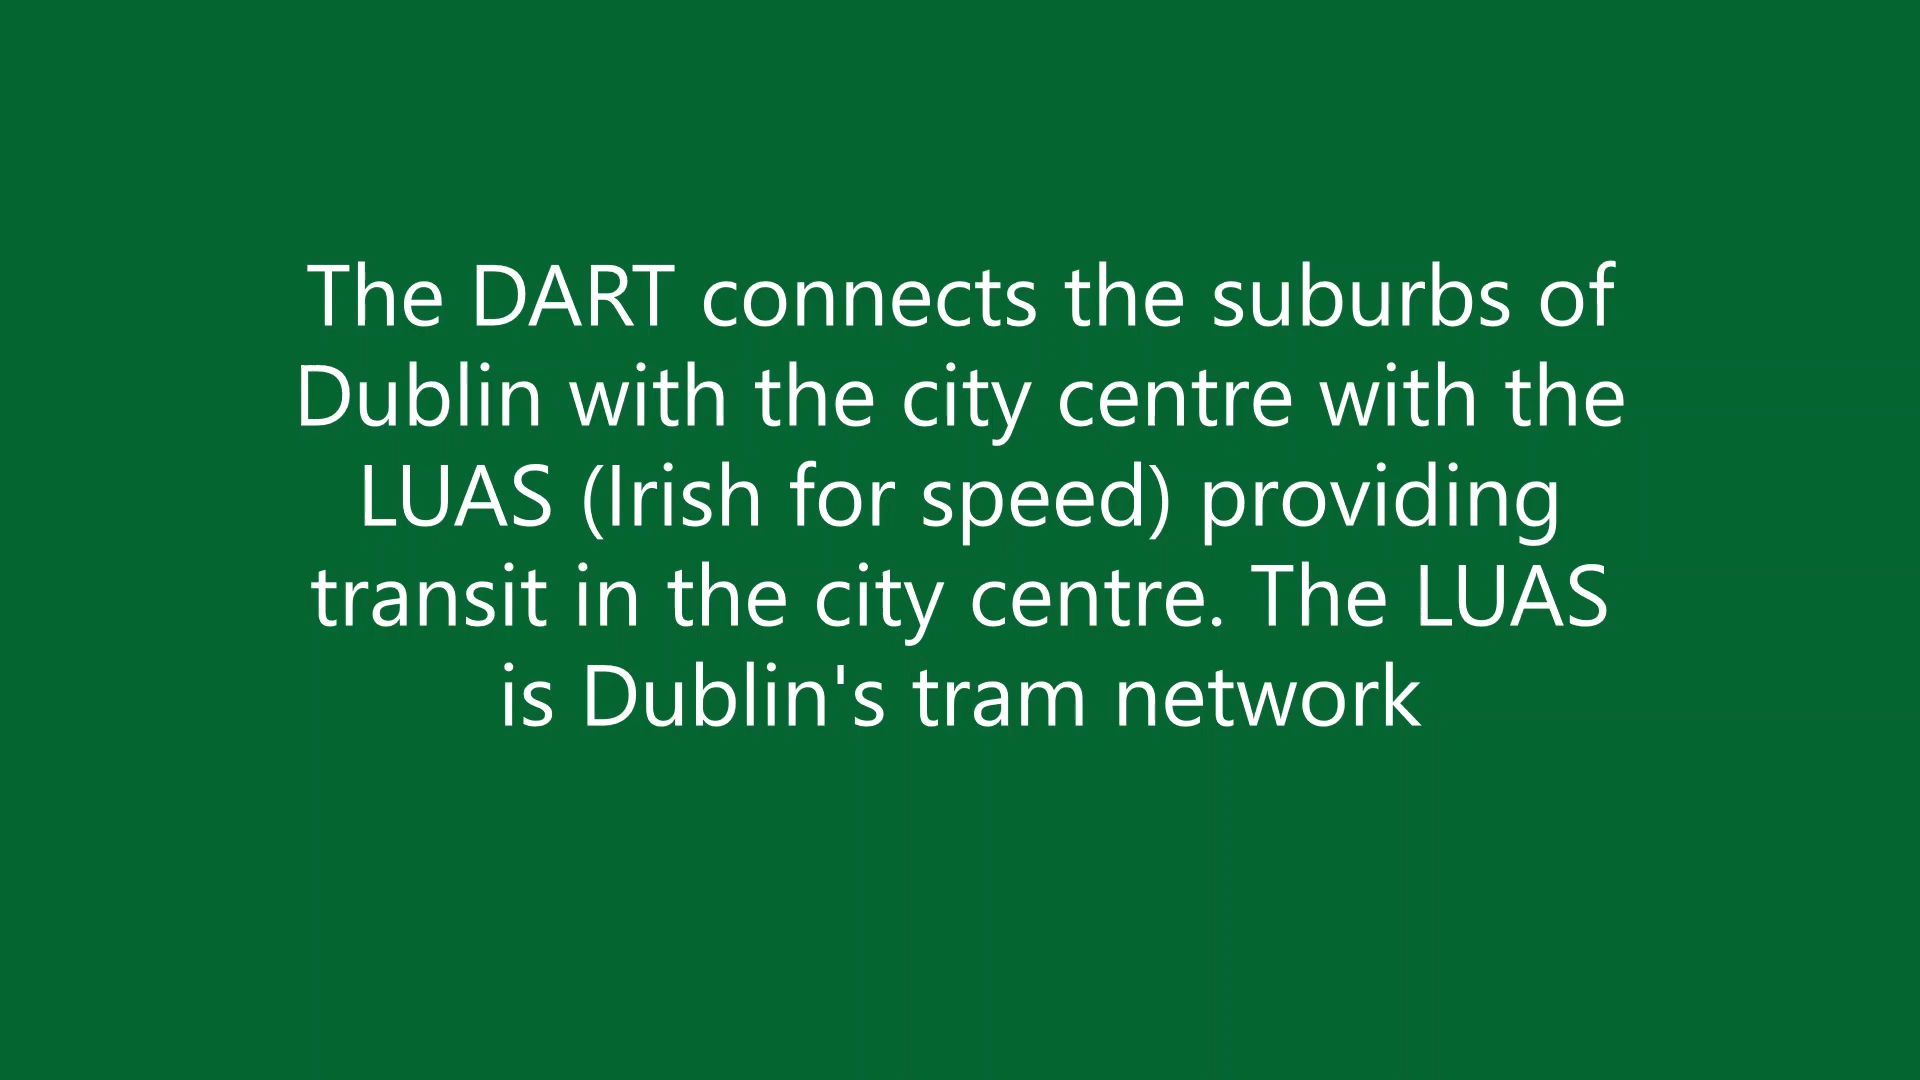 The DART connects the suburbs of
Dublin with the city centre with the
LUAS (Irish for speed) providing
transit in the city centre. The LUAS
is Dublin's tram network